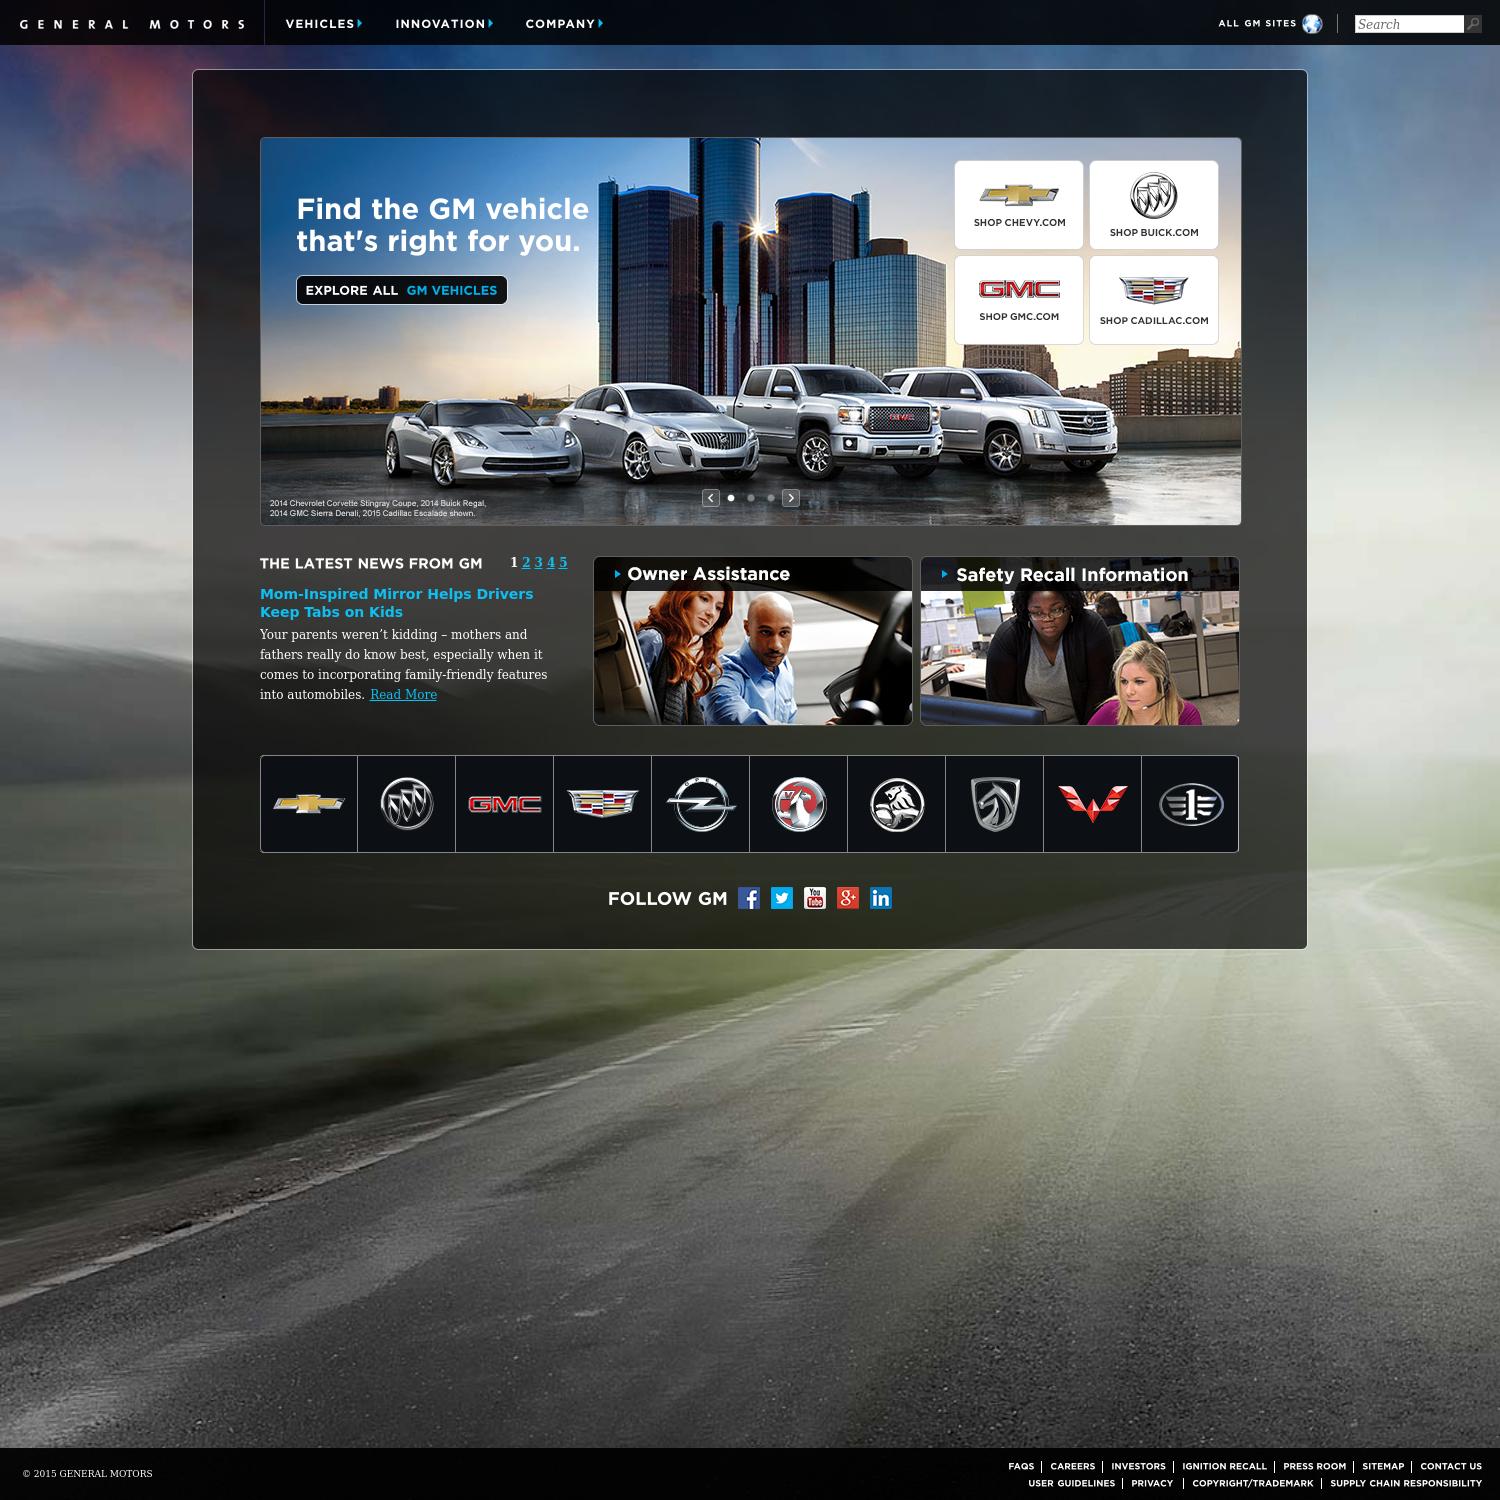 GENERAL MOTORS
VEHICLES INNOVATION COMPANY
ALL GM SITES
Search
Find the GM vehicle
that's right for you.
EXPLORE ALL GM VEHICLES
SHOP CHEVY.COM
SHOP BUICK.COM
GMC
SHOP GMC.COM
SHOP CADILLAC.COM
2014 Chevrolet Corvette Stingray Coupe, 2014 Buick Regal,
2014 GMC Sierra Denali, 2015 Cadillac Escalade shown.
THE LATEST NEWS FROM GM
1 2 3 4 5
Mom-Inspired Mirror Helps Drivers
Keep Tabs on Kids
Your parents weren’t kidding – mothers and
fathers really do know best, especially when it
comes to incorporating family-friendly features
into automobiles. Read More
Owner Assistance
Safety Recall Information
GMC
OPEL
1
FOLLOW GM
You
Tube
g+
in
© 2015 GENERAL MOTORS
FAQS CAREERS INVESTORS IGNITION RECALL PRESS ROOM SITEMAP CONTACT US
USER GUIDELINES PRIVACY COPYRIGHT/TRADEMARK SUPPLY CHAIN RESPONSIBILITY